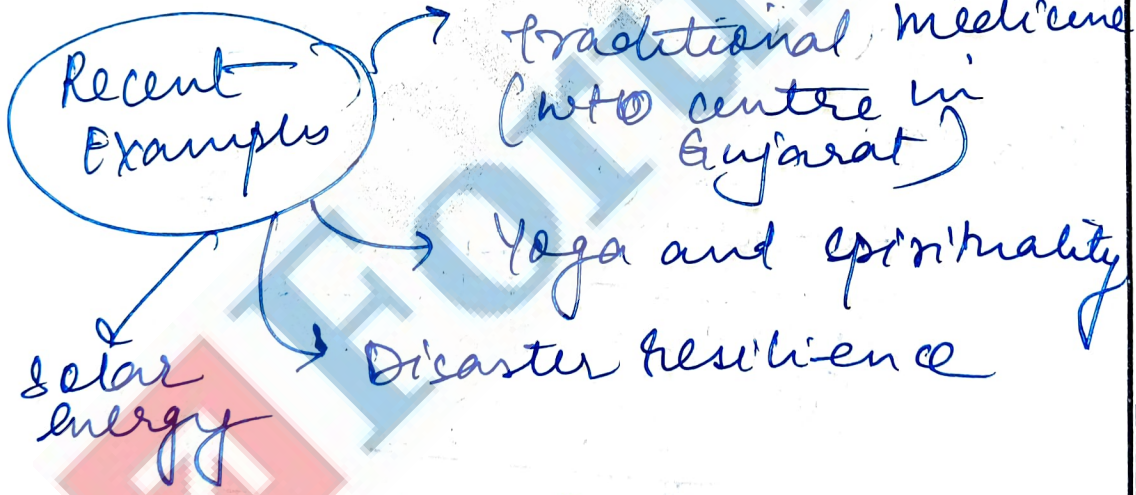 Recent
Examples
traditional medicine
(WHO centre in
Gujarat)
Yoga and spirituality
Disaster resilience
Solar
energy